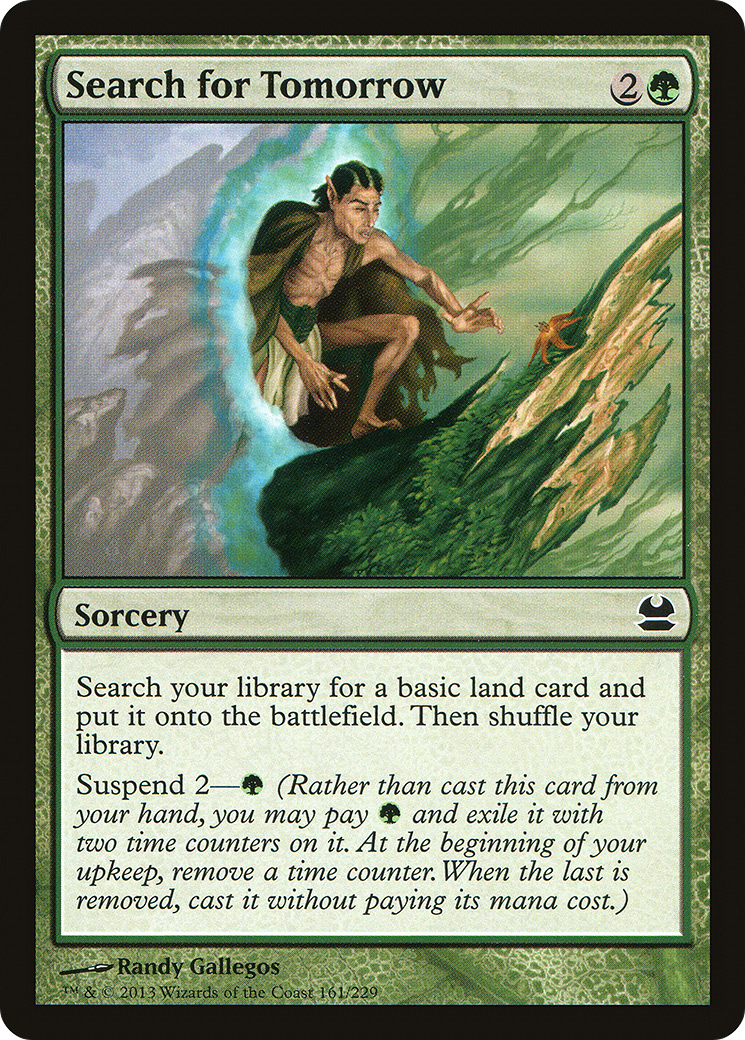 Search for Tomorrow 2
Sorcery
Search your library for a basic land card and
put it onto the battlefield. Then shuffle your
library.
Suspend 2— (Rather than cast this card from
your hand, you may pay and exile it with
two time counters on it. At the beginning of your
upkeep, remove a time counter. When the last is
removed, cast it without paying its mana cost.)
Randy Gallegos
™ & © 2013 Wizards of the Coast 161/229